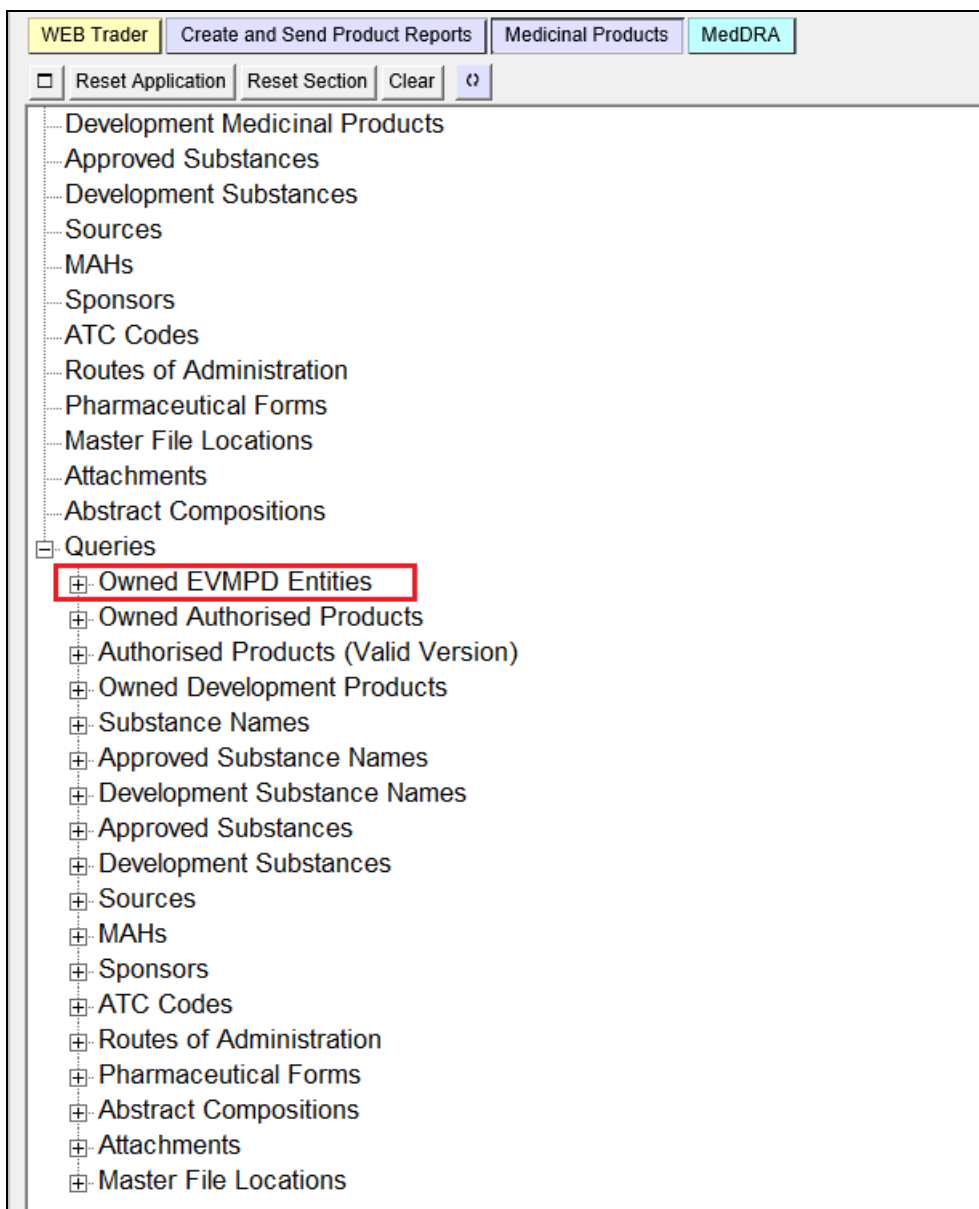 WEB Trader Create and Send Product Reports Medicinal Products MedDRA
Reset Application Reset Section Clear
Development Medicinal Products
Approved Substances
Development Substances
Sources
MAHs
Sponsors
ATC Codes
Routes of Administration
Pharmaceutical Forms
Master File Locations
Attachments
Abstract Compositions
Queries
Owned EVMPD Entities
Owned Authorised Products
Authorised Products (Valid Version)
Owned Development Products
Substance Names
Approved Substance Names
Development Substance Names
Approved Substances
Development Substances
Sources
MAHs
Sponsors
ATC Codes
Routes of Administration
Pharmaceutical Forms
Abstract Compositions
Attachments
Master File Locations